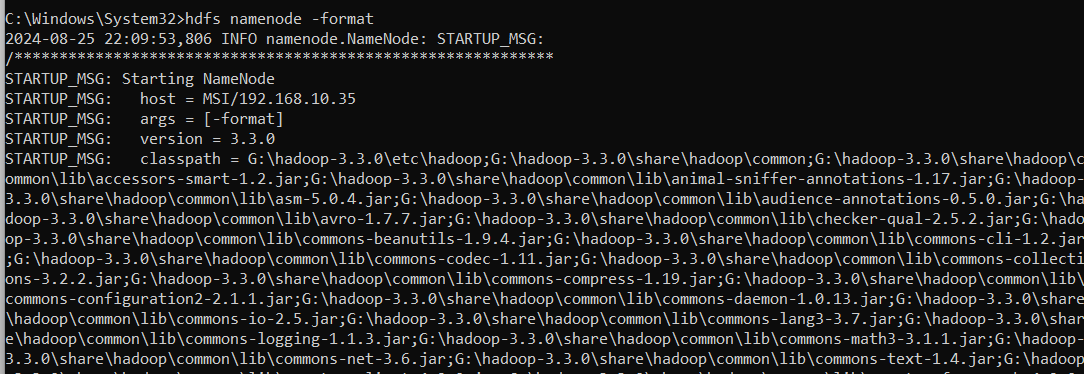 C:\Windows\System32>hdfs namenode -format
2024-08-25 22:09:53,806 INFO namenode.NameNode: STARTUP_MSG:
/************************************************************
STARTUP_MSG: Starting NameNode
STARTUP_MSG:   host = MSI/192.168.10.35
STARTUP_MSG:   args = [-format]
STARTUP_MSG:   version = 3.3.0
STARTUP_MSG:   classpath = G:\hadoop-3.3.0\etc\hadoop;G:\hadoop-3.3.0\share\hadoop\common;G:\hadoop-3.3.0\share\hadoop\c
ommon\lib\accessors-smart-1.2.jar;G:\hadoop-3.3.0\share\hadoop\common\lib\animal-sniffer-annotations-1.17.jar;G:\hadoop-
3.3.0\share\hadoop\common\lib\asm-5.0.4.jar;G:\hadoop-3.3.0\share\hadoop\common\lib\audience-annotations-0.5.0.jar;G:\ha
doop-3.3.0\share\hadoop\common\lib\avro-1.7.7.jar;G:\hadoop-3.3.0\share\hadoop\common\lib\checker-qual-2.5.2.jar;G:\hado
op-3.3.0\share\hadoop\common\lib\commons-beanutils-1.9.4.jar;G:\hadoop-3.3.0\share\hadoop\common\lib\commons-cli-1.2.jar
;G:\hadoop-3.3.0\share\hadoop\common\lib\commons-codec-1.11.jar;G:\hadoop-3.3.0\share\hadoop\common\lib\commons-collecti
ons-3.2.2.jar;G:\hadoop-3.3.0\share\hadoop\common\lib\commons-compress-1.19.jar;G:\hadoop-3.3.0\share\hadoop\common\lib\
commons-configuration2-2.1.1.jar;G:\hadoop-3.3.0\share\hadoop\common\lib\commons-daemon-1.0.13.jar;G:\hadoop-3.3.0\share
\hadoop\common\lib\commons-io-2.5.jar;G:\hadoop-3.3.0\share\hadoop\common\lib\commons-lang3-3.7.jar;G:\hadoop-3.3.0\shar
e\hadoop\common\lib\commons-logging-1.1.3.jar;G:\hadoop-3.3.0\share\hadoop\common\lib\commons-math3-3.1.1.jar;G:\hadoop-
3.3.0\share\hadoop\common\lib\commons-net-3.6.jar;G:\hadoop-3.3.0\share\hadoop\common\lib\commons-text-1.4.jar;G:\hadoop